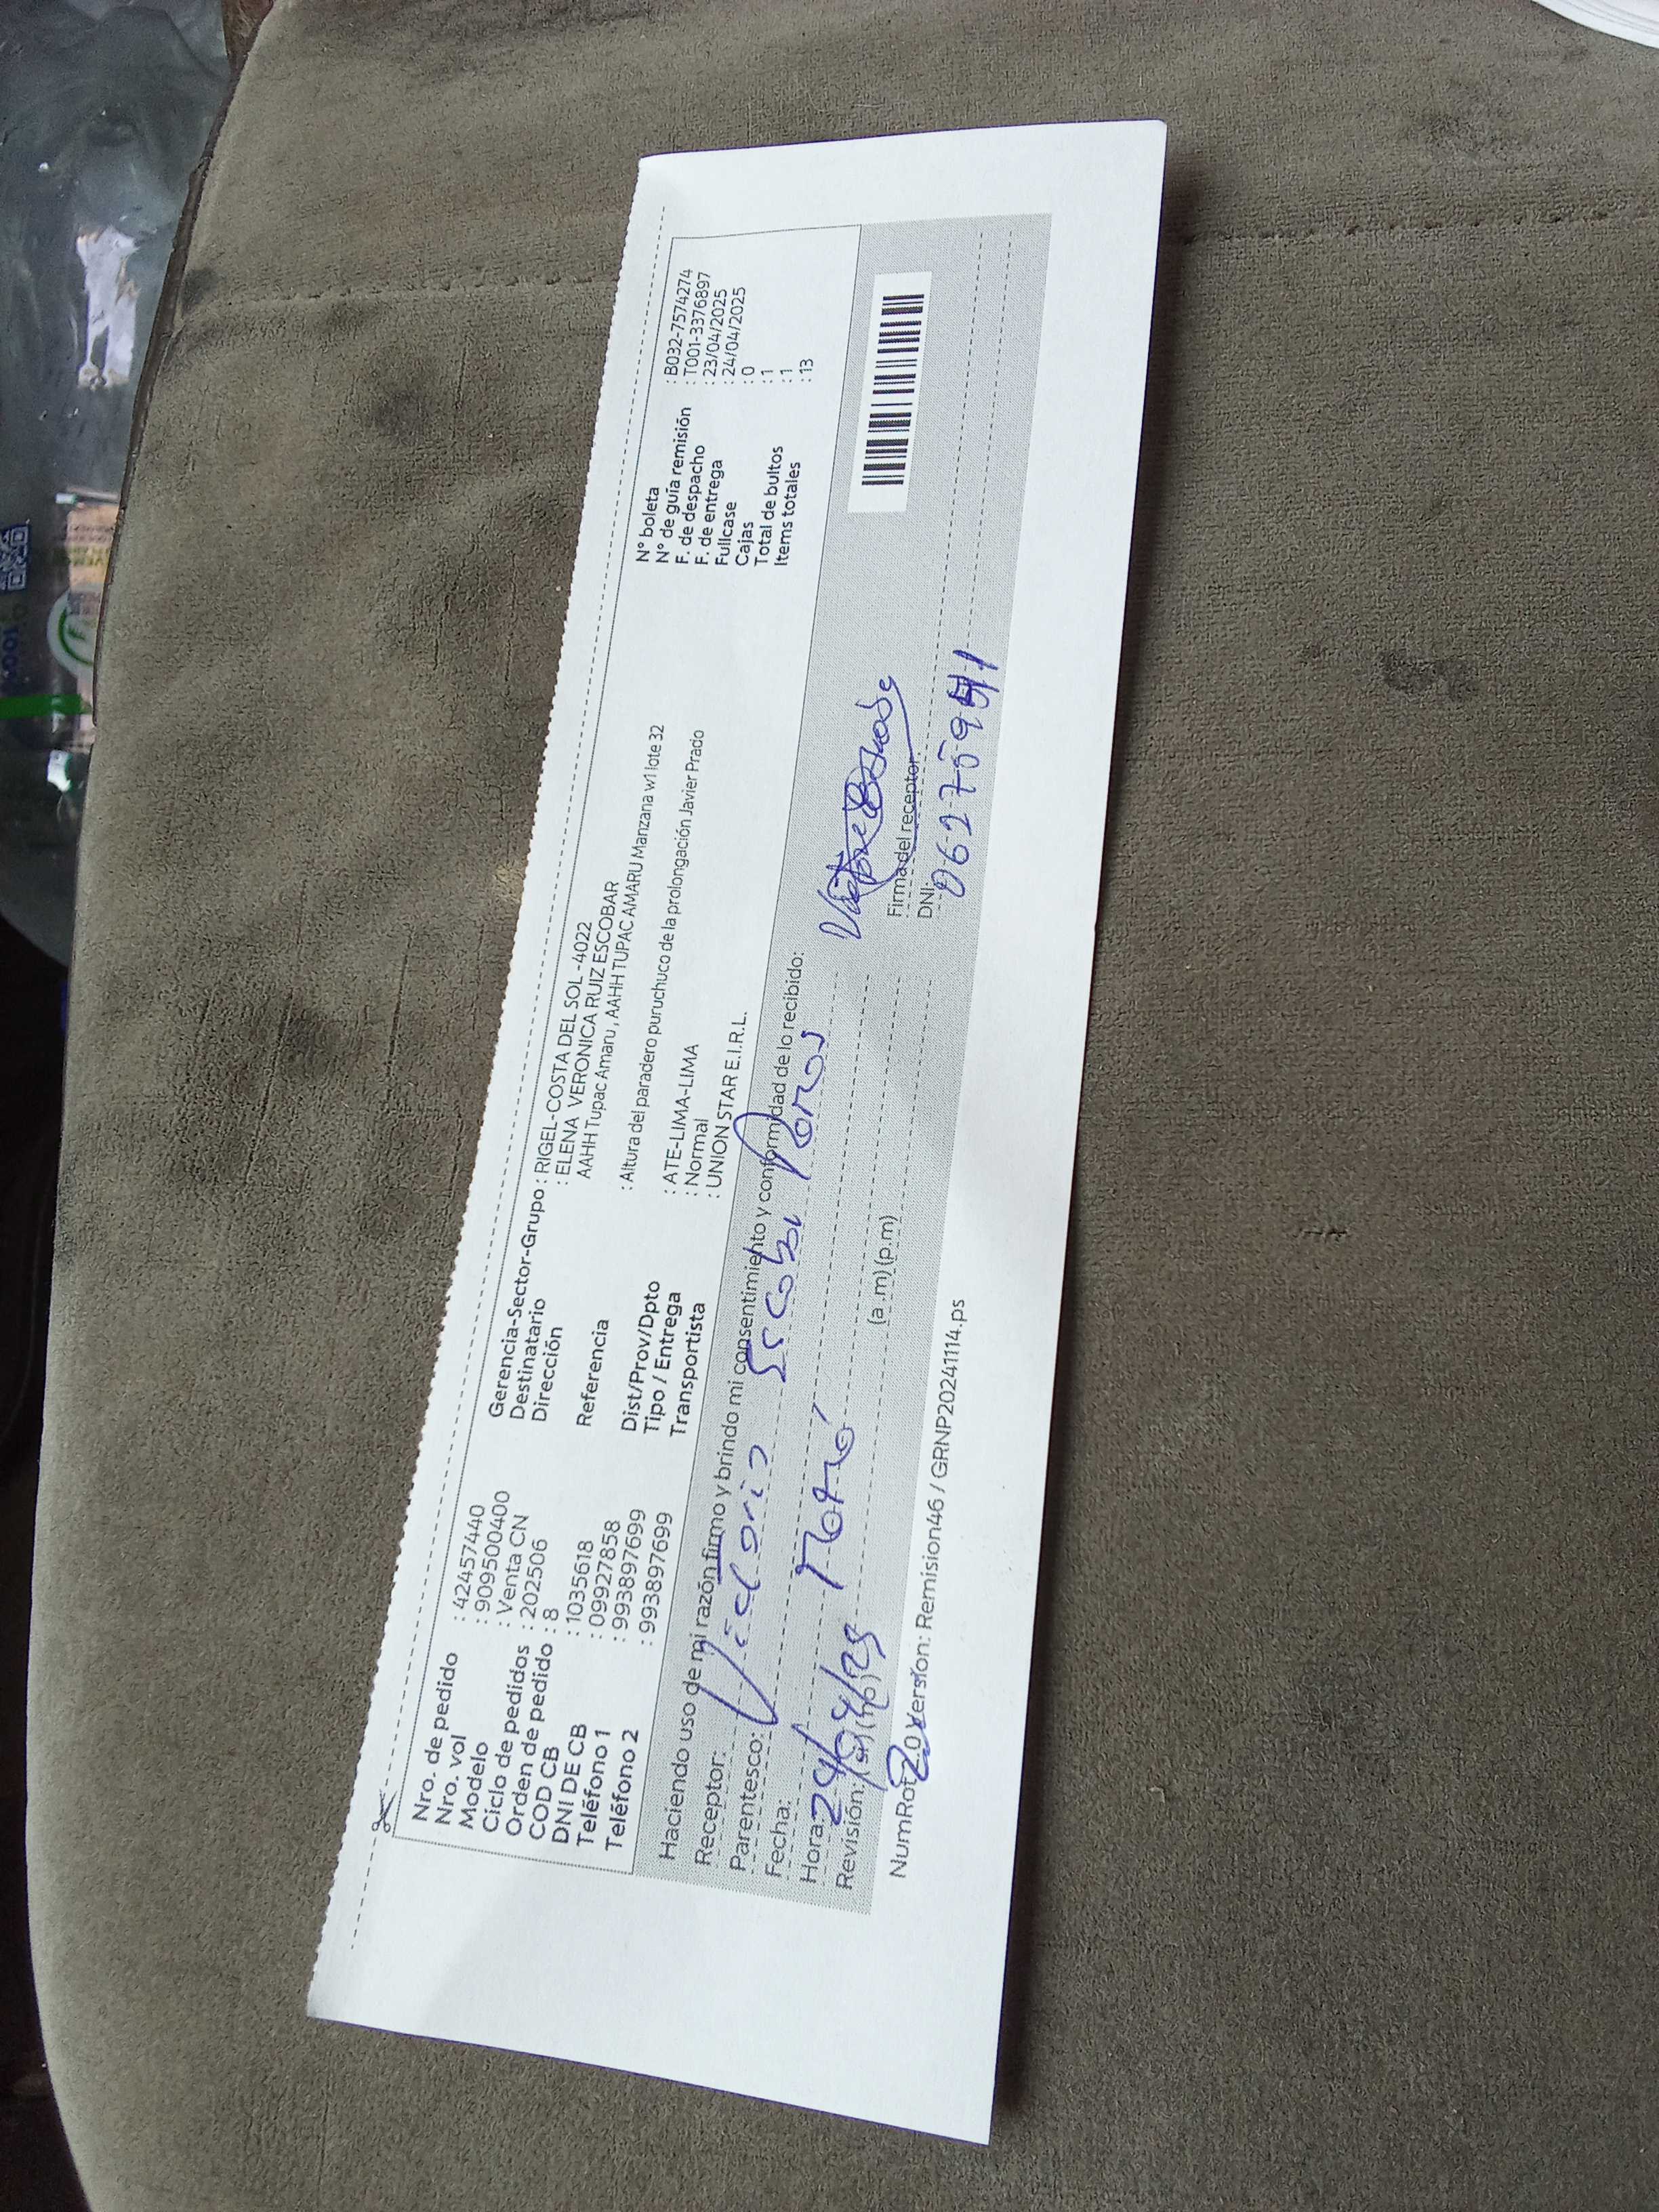 Nro. de pedido : 42457440
Nro. vol : 9095004 00
Modelo : Venta CN
Ciclo de pedidos : 202506
Orden de pedido : 8
COD CB : 1035618
DNI DE CB : 09927858
Teléfono 1 : 993897699
Teléfono 2 : 993897699
Gerencia-Sector-Grupo : RIGEL-COSTA DEL SOL -4022
Destinatario : ELENA VERONICA RUIZ ESCOBAR
Dirección AAHH Tupac Amaru, AAHH TUPAC AMARU Manzana w1 lote 32
Referencia : Altura del paradero puruchuco de la prolongación Javier Prado
Dist/Prov/Dpto : ATE-LIMA-LIMA
Tipo / Entrega : Normal
Transportista : UNION STAR E.I.R.L.
N° boleta : B032-7574274
N° de guía remisión : T001-3376897
F. de despacho : 23/04/2025
F. de entrega : 24/04/2025
Fullcase : 0
Cajas : 1
Total de bultos : 1
Items totales : 13
Haciendo uso de mi razón firmo y brindo mi consentimiento y conformidad de lo recibido:
Receptor: Victoria Escobar
Parentesco:
Fecha:
Hora: 24/04/25 (a .m) (p.m)
Revisión:
Firma del receptor
DNI:
NumRot: 2.0 Versión: Remision46 / GRNP20241114.ps